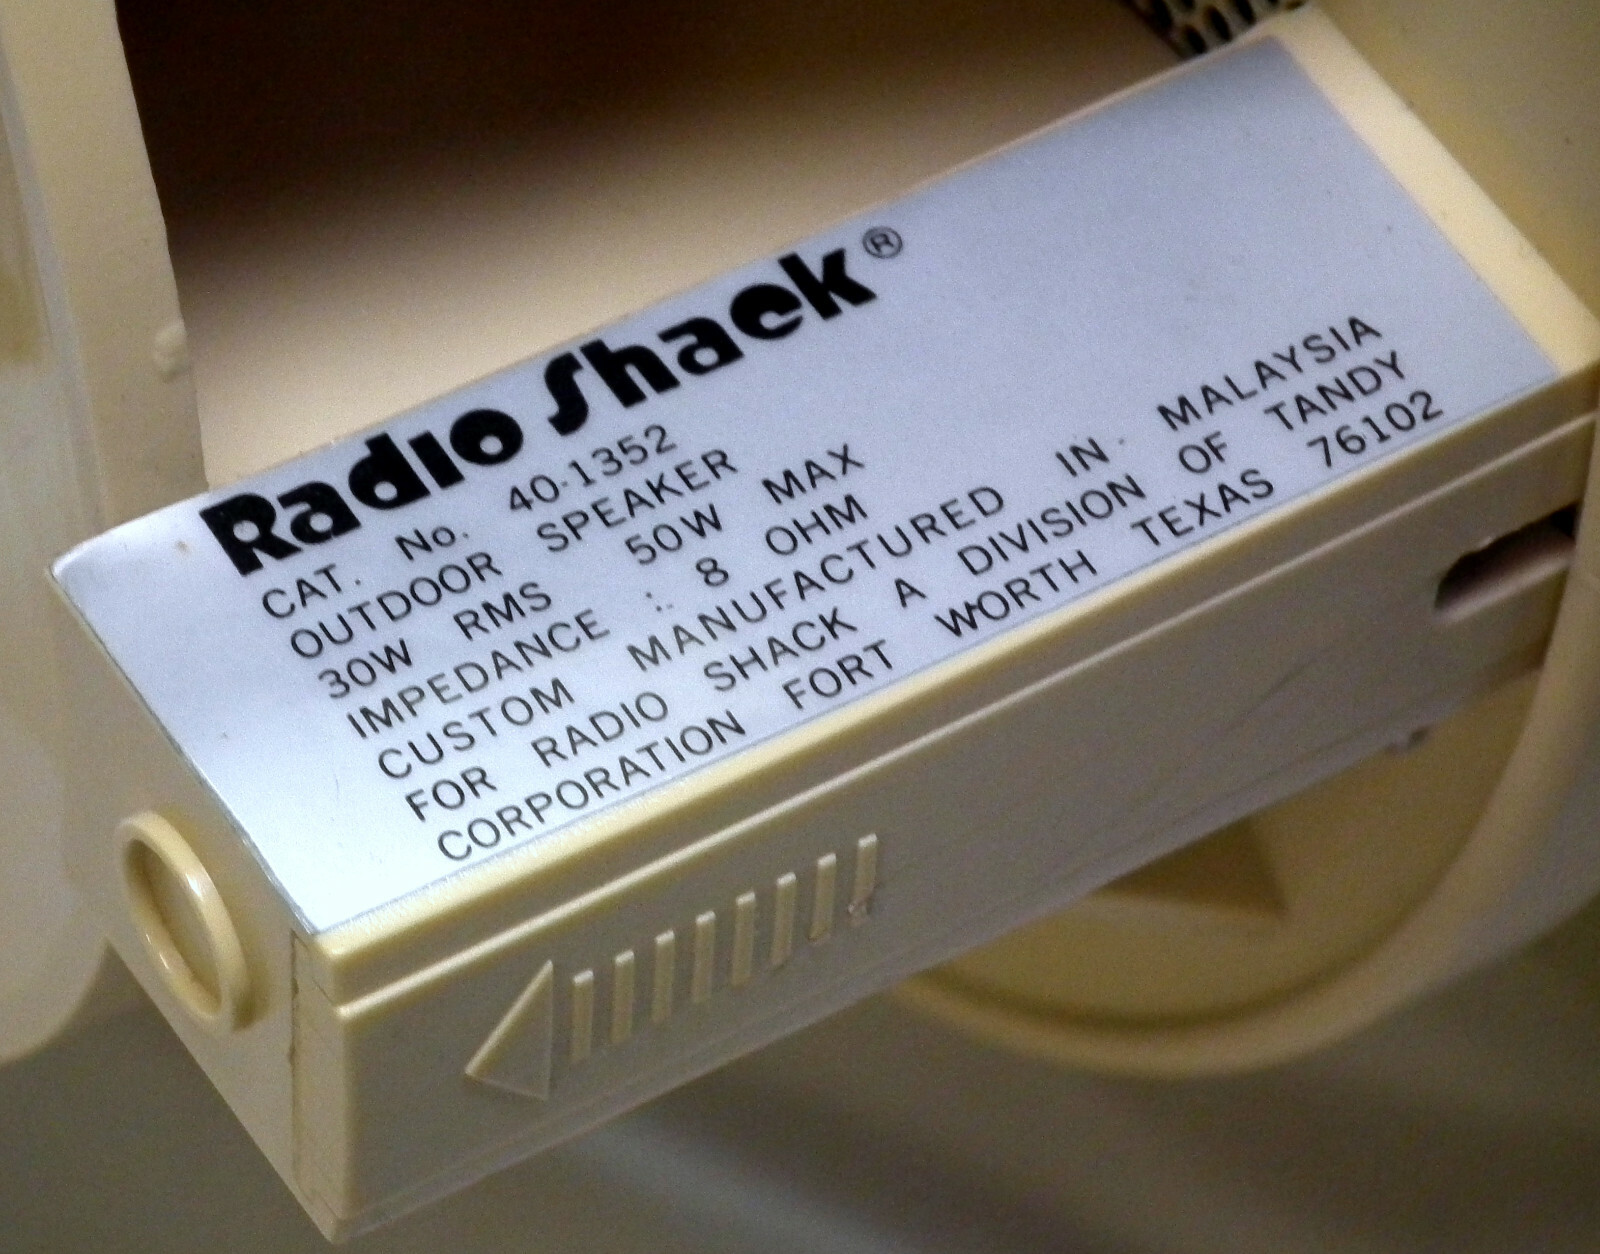 Radio Shack®
CAT. No. 40-1352
OUTDOOR SPEAKER
30W RMS 50W MAX
IMPEDANCE : 8 OHM
CUSTOM MANUFACTURED IN MALAYSIA
FOR RADIO SHACK A DIVISION OF TANDY
CORPORATION FORT WORTH TEXAS 76102